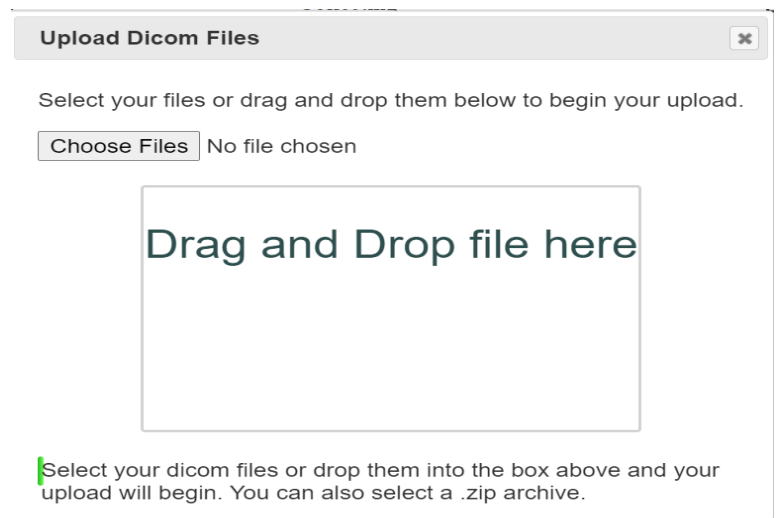 Upload Dicom Files
Select your files or drag and drop them below to begin your upload.
Choose Files No file chosen
Drag and Drop file here
Select your dicom files or drop them into the box above and your
upload will begin. You can also select a .zip archive.